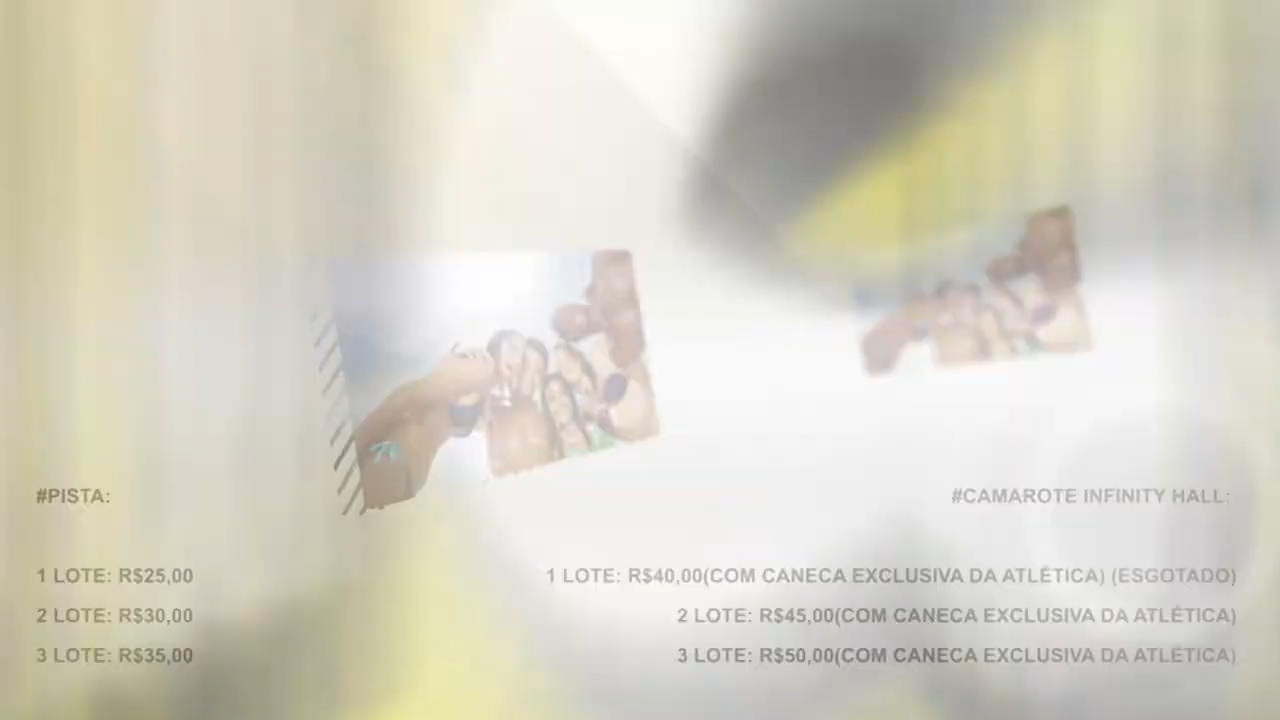 #PISTA:
1 LOTE: R$25,00
2 LOTE: R$30,00
3 LOTE: R$35,00
#CAMAROTE INFINITY HALL:
1 LOTE: R$40,00(COM CANECA EXCLUSIVA DA ATLÉTICA) (ESGOTADO)
2 LOTE: R$45,00(COM CANECA EXCLUSIVA DA ATLÉTICA)
3 LOTE: R$50,00(COM CANECA EXCLUSIVA DA ATLÉTICA)